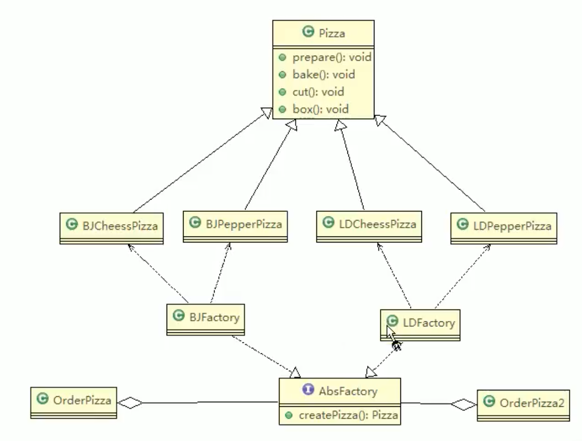 C Pizza
prepare(): void
bake(): void
cut(): void
box(): void
C BJCheessPizza
C BJPepperPizza
C LDCheessPizza
C LDPepperPizza
C BJFactory
C LDFactory
I AbsFactory
createPizza(): Pizza
C OrderPizza
C OrderPizza2